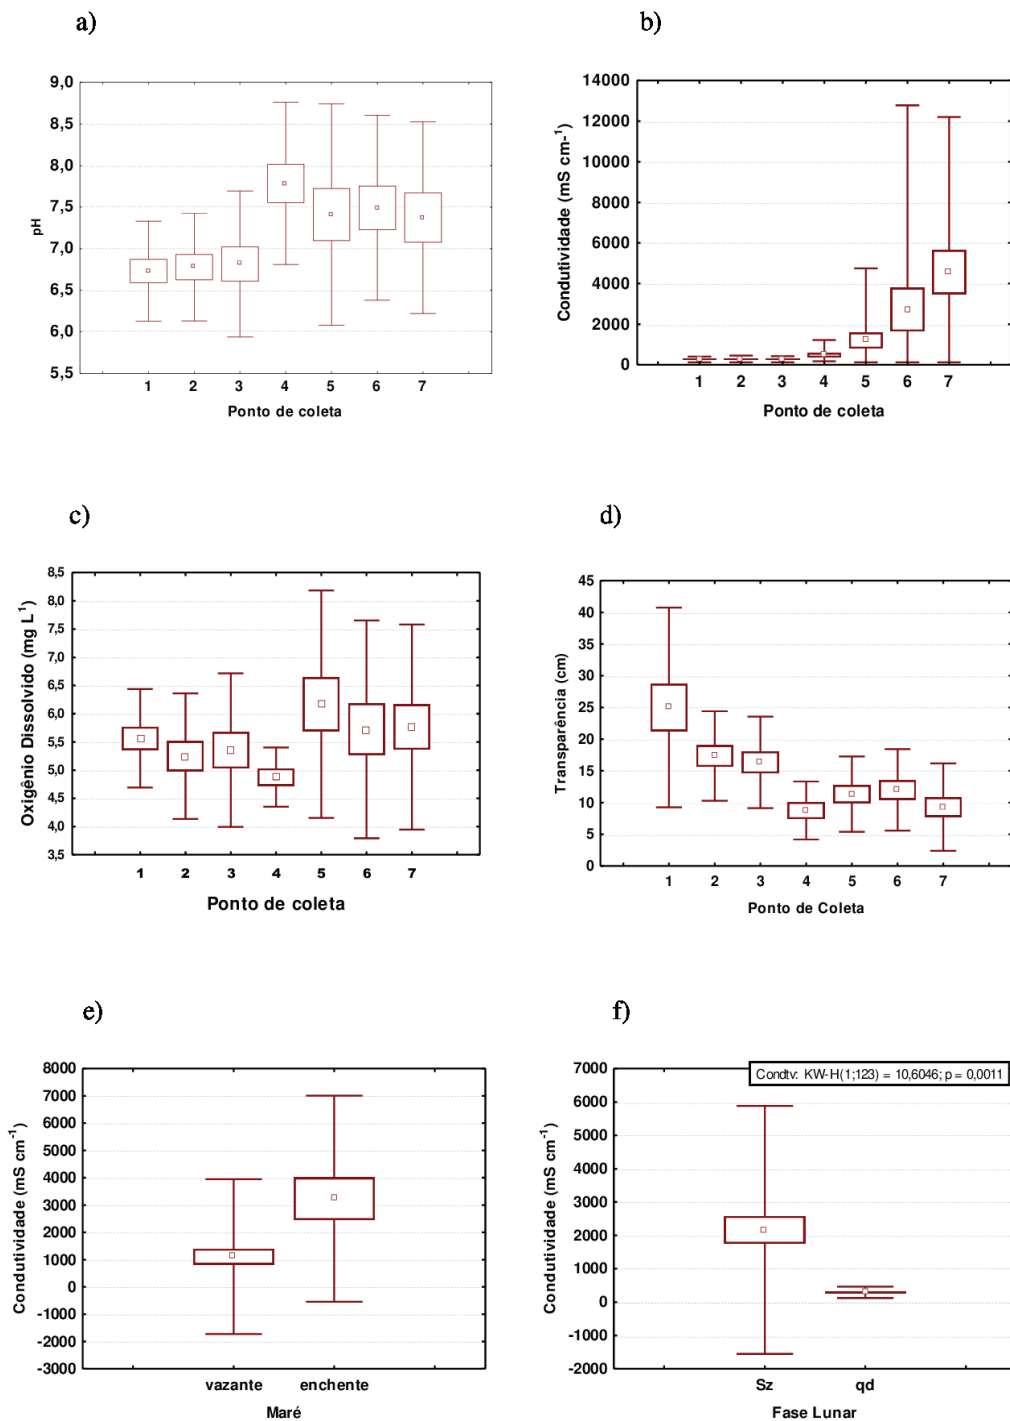 a)
9,0
8,5
8,0
7,5
7,0
6,5
6,0
5,5
pH
1 2 3 4 5 6 7
Ponto de coleta
b)
14000
12000
10000
8000
6000
4000
2000
0
Condutividade (mS cm-¹)
1 2 3 4 5 6 7
Ponto de coleta
c)
8,5
8,0
7,5
7,0
6,5
6,0
5,5
5,0
4,5
4,0
3,5
Oxigênio Dissolvido (mg L¹)
1 2 3 4 5 6 7
Ponto de coleta
d)
45
40
35
30
25
20
15
10
5
0
Transparência (cm)
1 2 3 4 5 6 7
Ponto de Coleta
e)
8000
7000
6000
5000
4000
3000
2000
1000
0
-1000
-2000
-3000
Condutividade (mS cm⁻¹)
vazante enchente
Maré
f)
Condtv: KW-H(1;123) = 10,6046; p = 0,0011
7000
6000
5000
4000
3000
2000
1000
0
-1000
-2000
Condutividade (mS cm⁻¹)
Sz qd
Fase Lunar